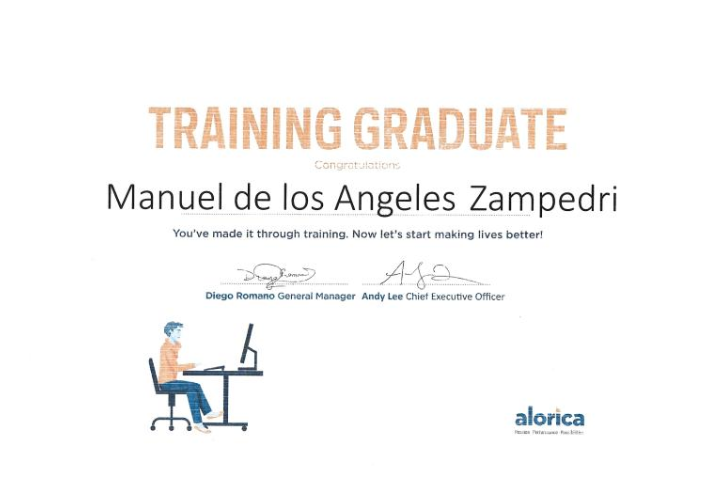 TRAINING GRADUATE
Congratulations
Manuel de los Angeles Zampedri
You've made it through training. Now let's start making lives better!
Diego Romano General Manager Andy Lee Chief Executive Officer
alorica